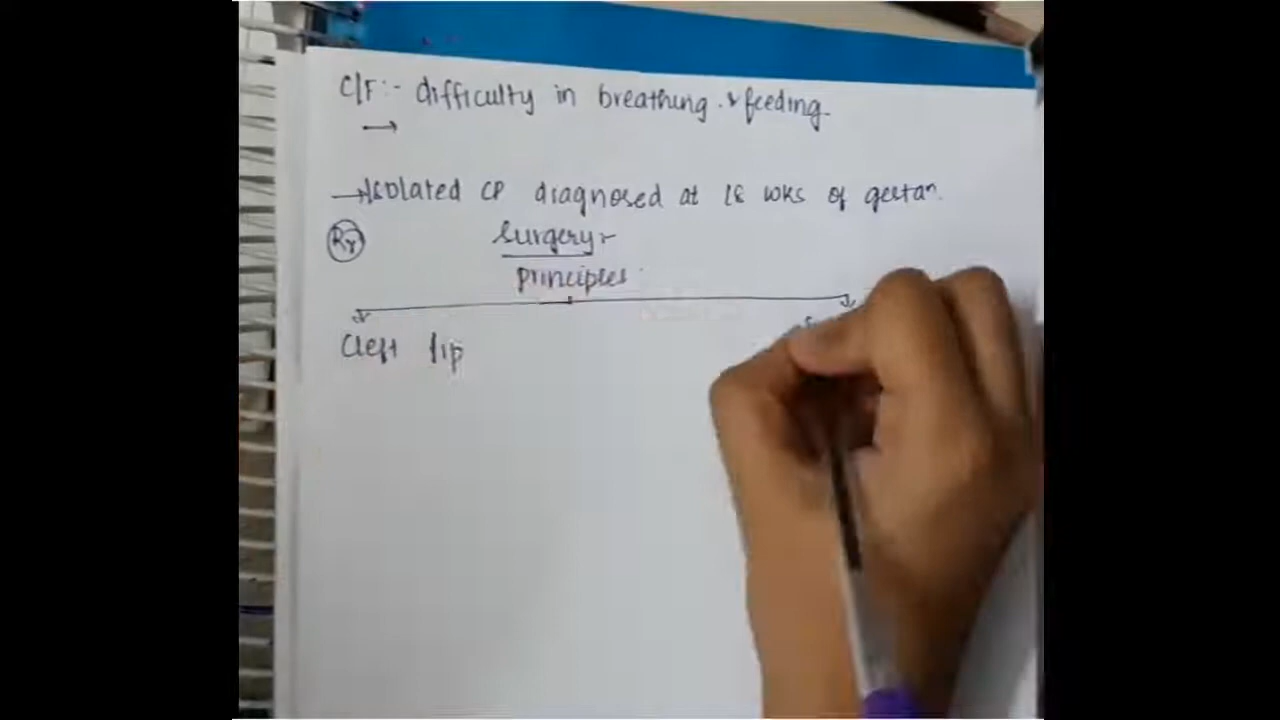 C/F:- difficulty in breathing & feeding.
→
→ Isolated CP diagnosed at 18 wks of gestan.
Rx Surgery:-
principles
Cleft lip